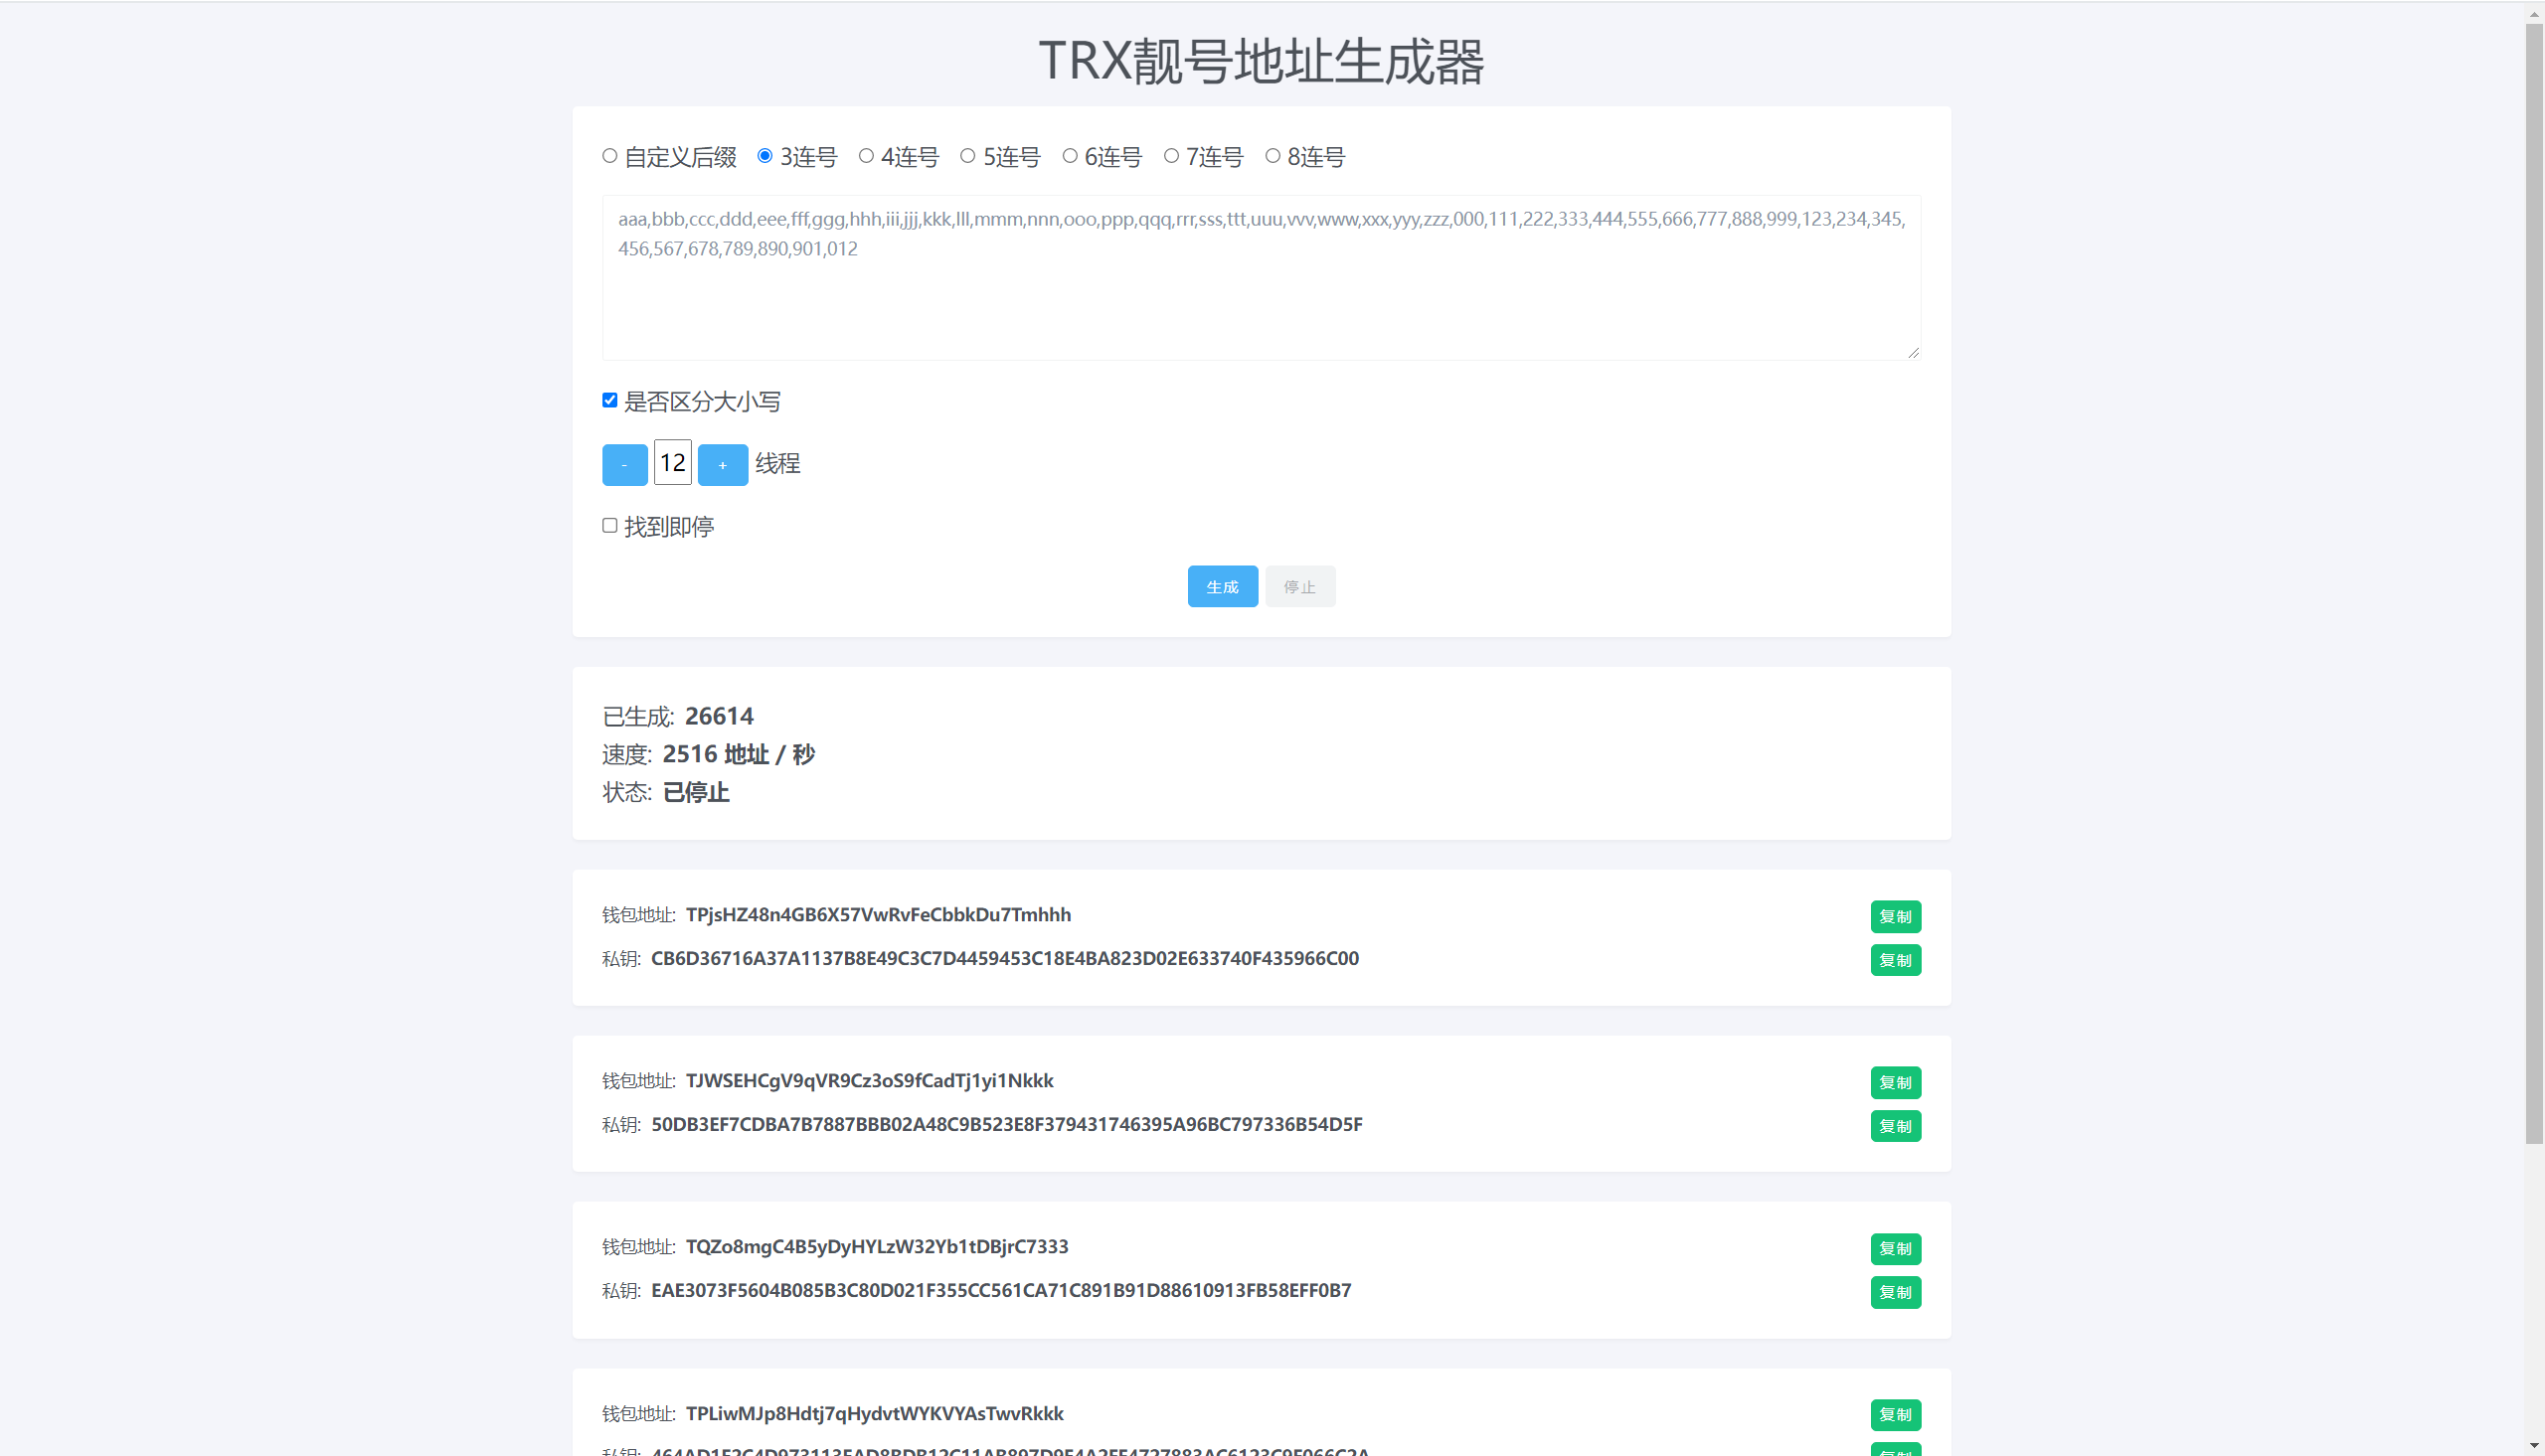 TRX靓号地址生成器
自定义后缀 3连号 4连号 5连号 6连号 7连号 8连号
aaa,bbb,ccc,ddd,eee,fff,ggg,hhh,iii,jjj,kkk,lll,mmm,nnn,ooo,ppp,qqq,rrr,sss,ttt,uuu,vvv,www,xxx,yyy,zzz,000,111,222,333,444,555,666,777,888,999,123,234,345,
456,567,678,789,890,901,012
是否区分大小写
- 12 + 线程
找到即停
生成 停止
已生成: 26614
速度: 2516 地址 / 秒
状态: 已停止
钱包地址: TPjsHZ48n4GB6X57VwRvFeCbbkDu7Tmhhh 复制
私钥: CB6D36716A37A1137B8E49C3C7D4459453C18E4BA823D02E633740F435966C00 复制
钱包地址: TJWSEHCgV9qVR9Cz3oS9fCadTj1yi1Nkkk 复制
私钥: 50DB3EF7CDBA7B7887BBB02A48C9B523E8F379431746395A96BC797336B54D5F 复制
钱包地址: TQZo8mgC4B5yDyHYLzW32Yb1tDBjrC7333 复制
私钥: EAE3073F5604B085B3C80D021F355CC561CA71C891B91D88610913FB58EFF0B7 复制
钱包地址: TPLiwMJp8Hdtj7qHydvtWYKVYAsTwvRkkk 复制
私钥: 复制